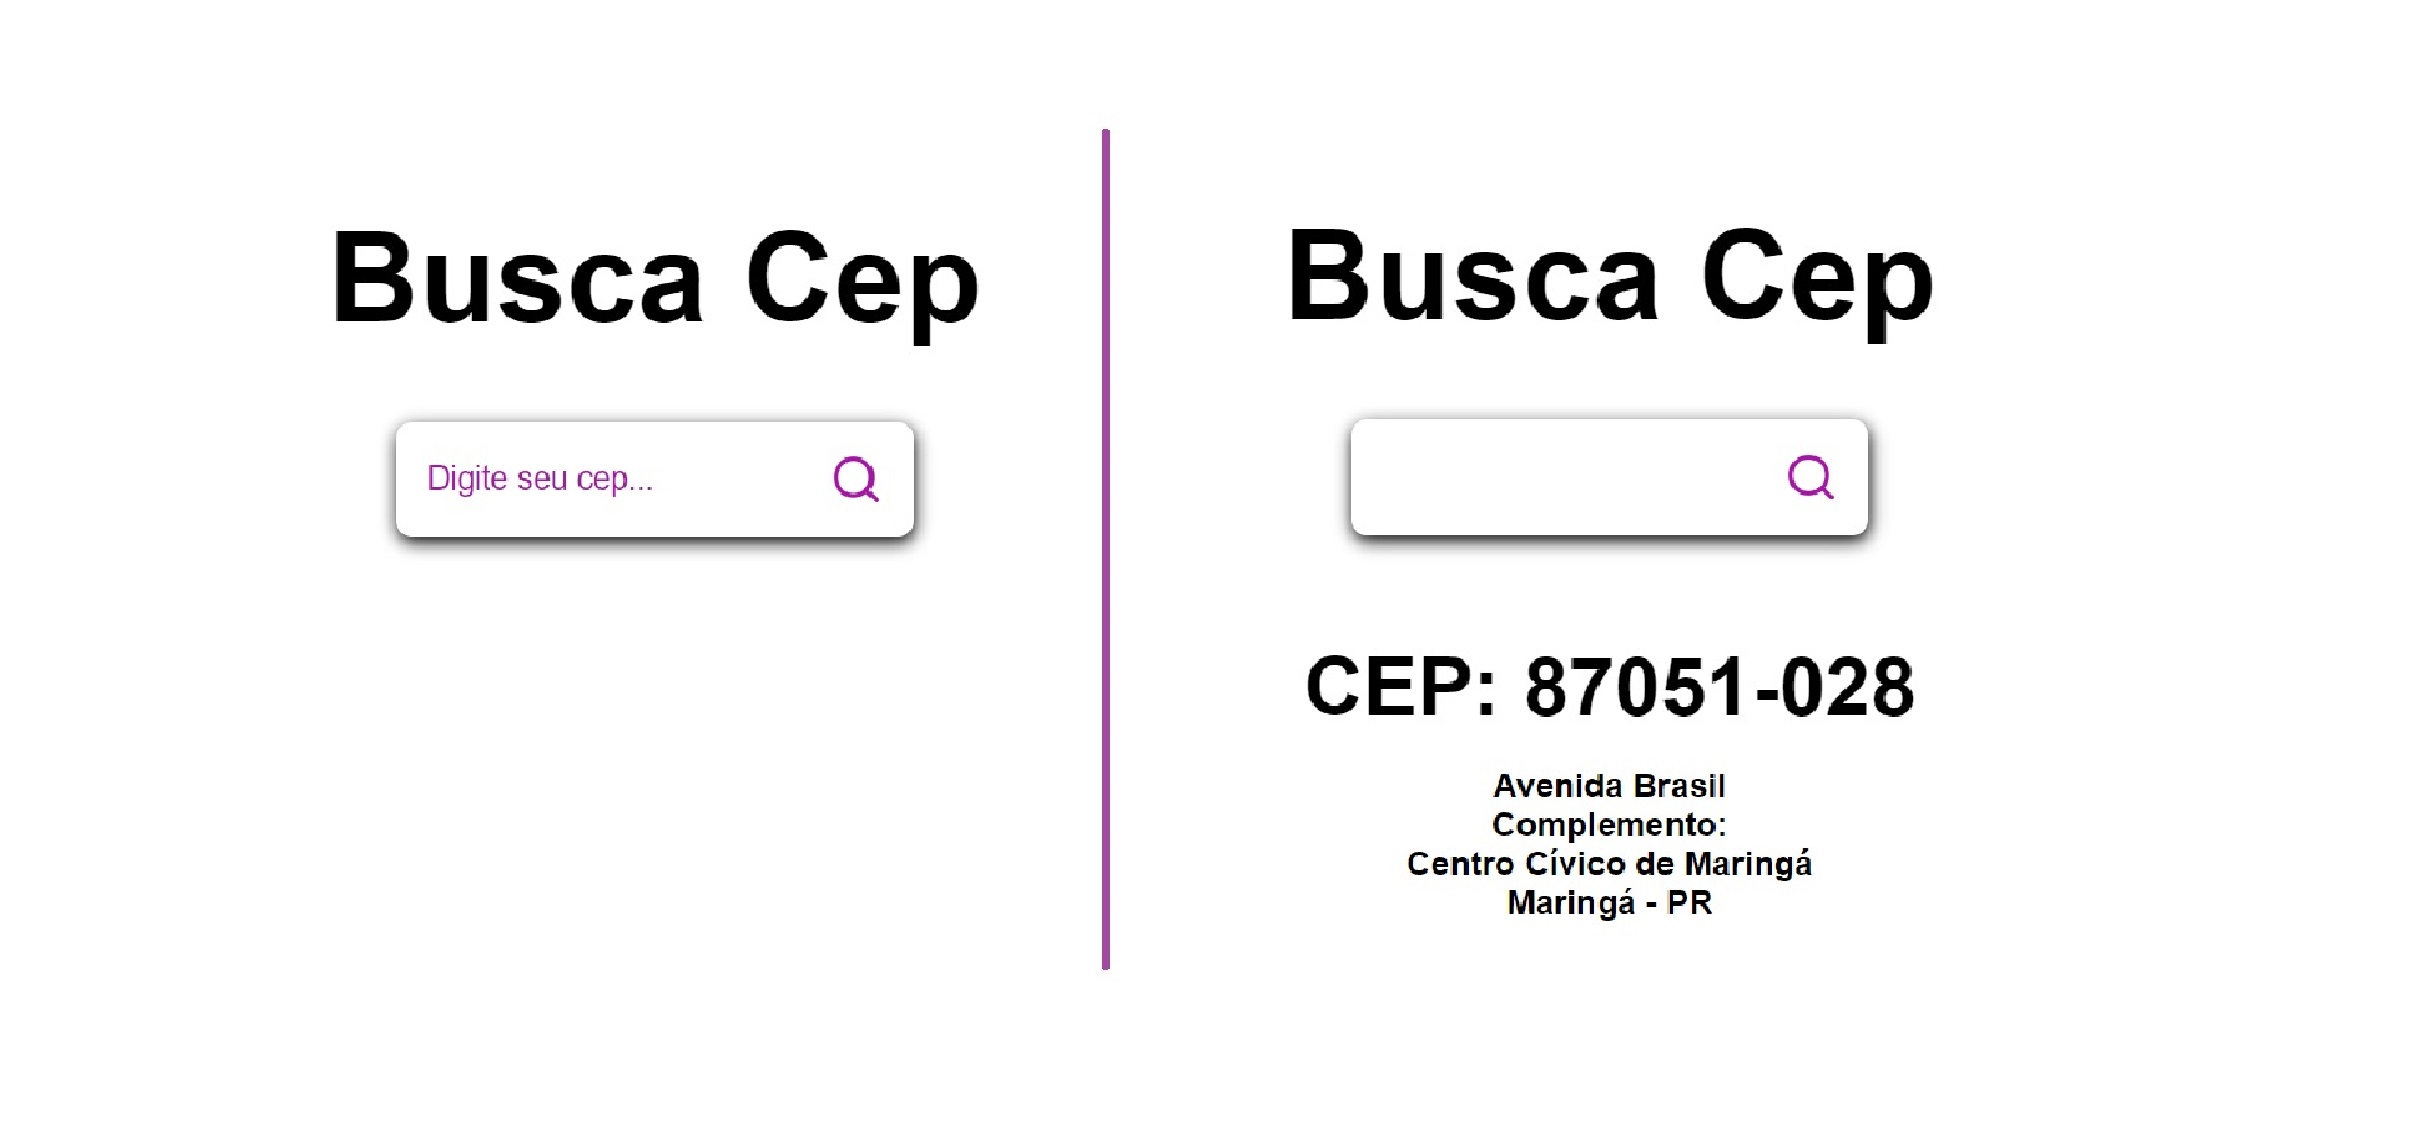 Busca Cep
Digite seu cep...
Busca Cep
CEP: 87051-028
Avenida Brasil
Complemento:
Centro Cívico de Maringá
Maringá - PR